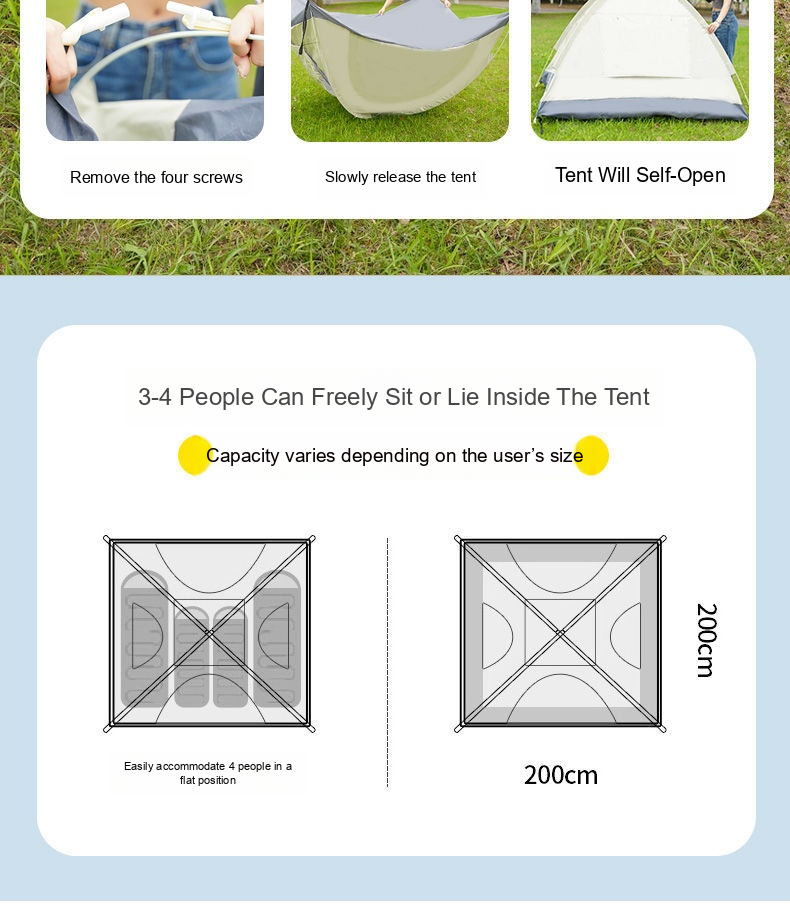 Remove the four screws
Slowly release the tent
Tent Will Self-Open
3-4 People Can Freely Sit or Lie Inside The Tent
Capacity varies depending on the user’s size
200cm
Easily accommodate 4 people in a
flat position
200cm